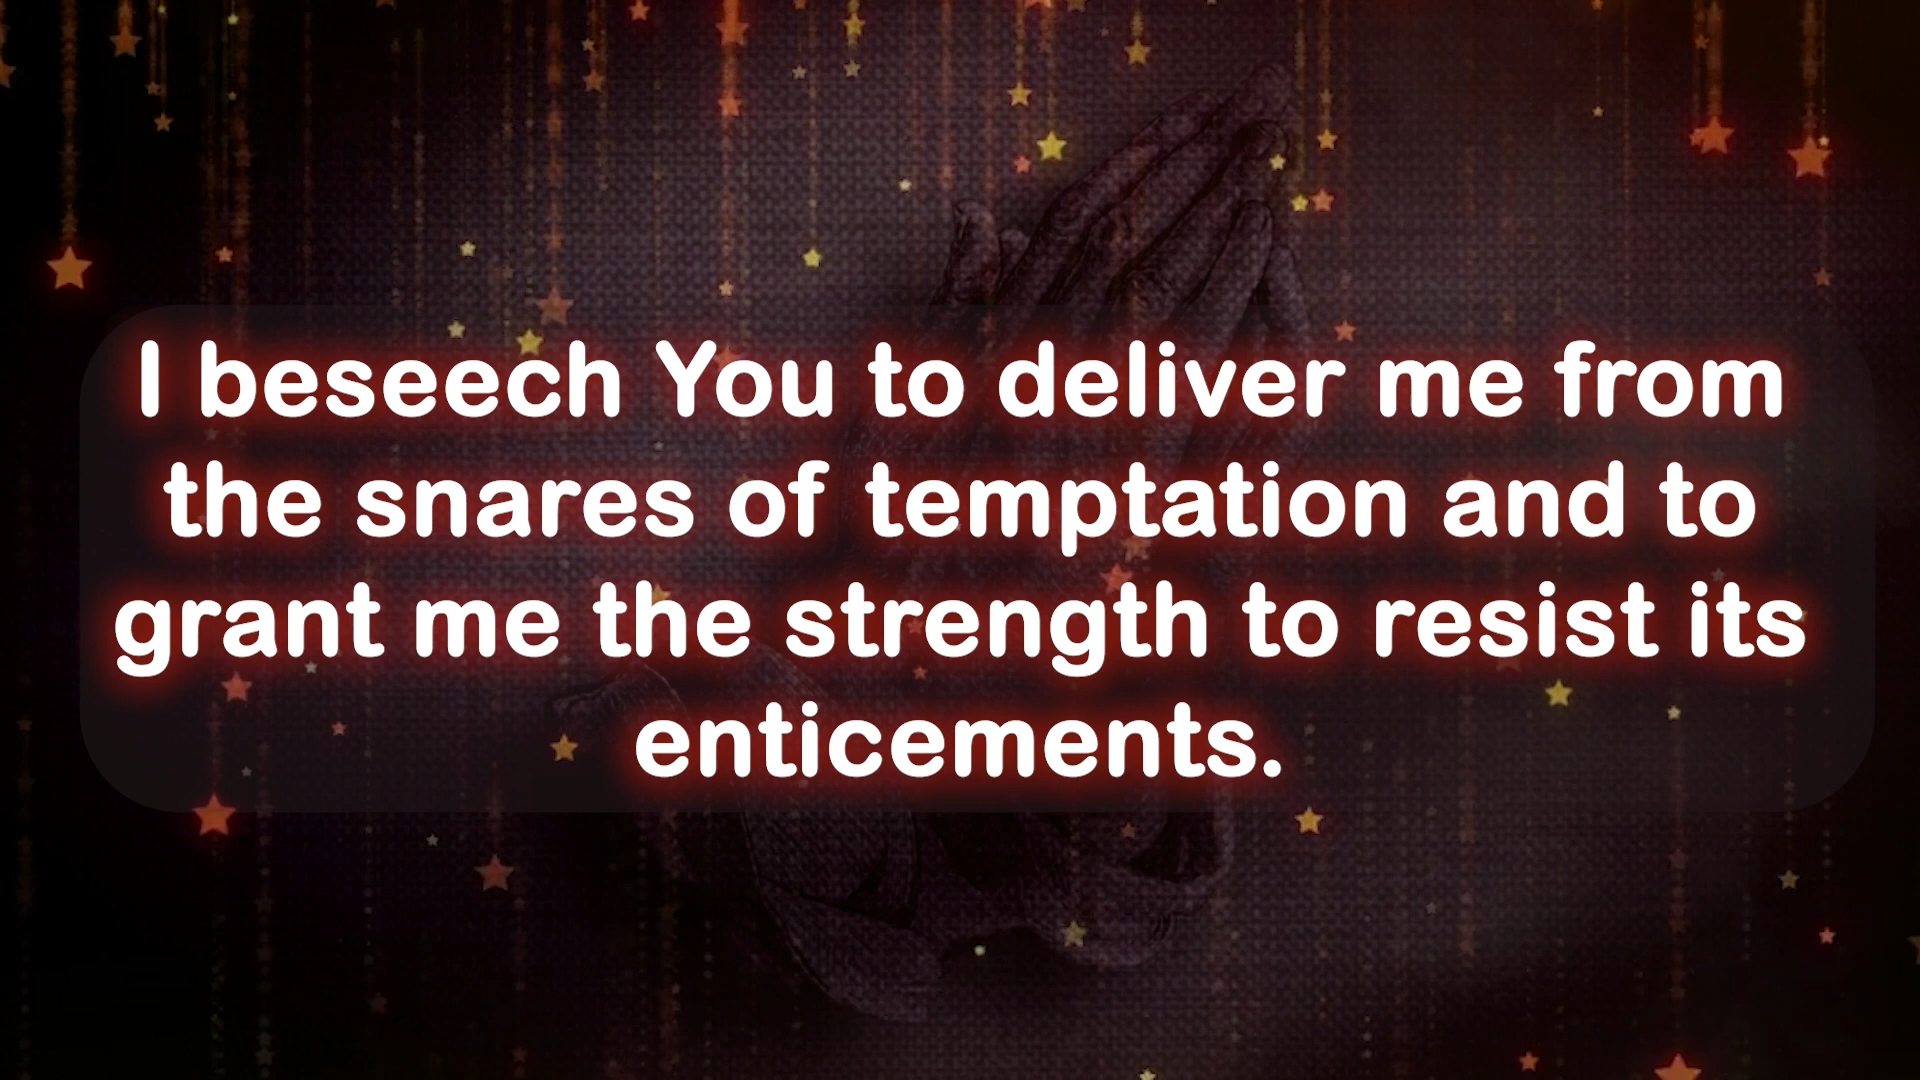 I beseech You to deliver me from
the snares of temptation and to
grant me the strength to resist its
enticements.